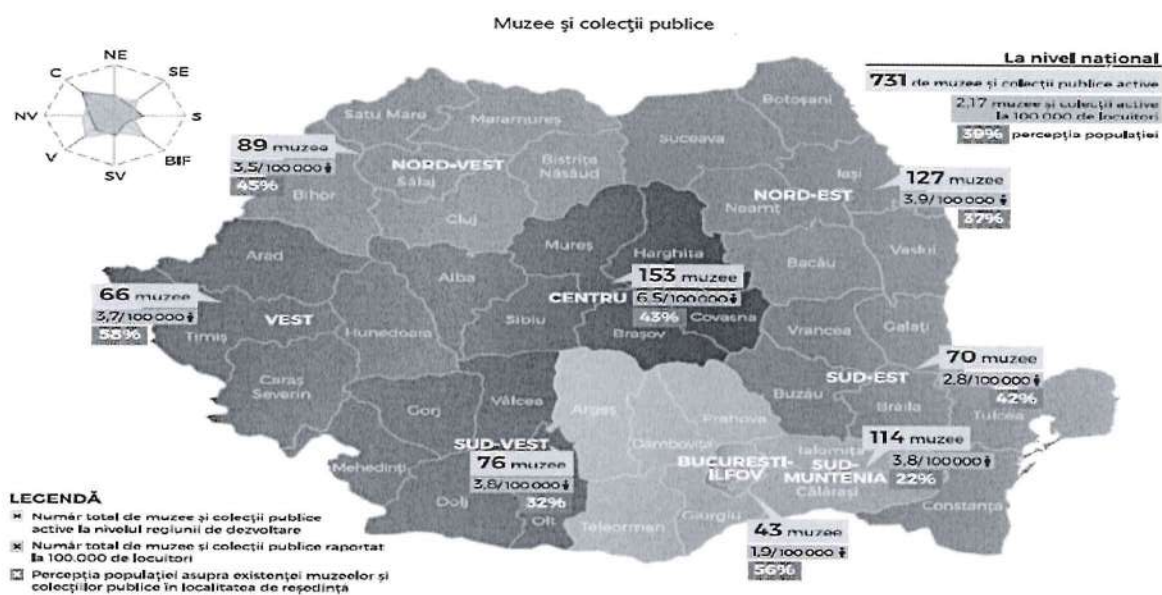 Muzee și colecții publice
NE
SE
S
BIF
SV
V
NV
C
La nivel național
731 de muzee și colecții publice active
2,17 muzee și colecții active
la 100.000 de locuitori
39% percepția populației
Satu Mare
Maramureș
Botoșani
Suceava
89 muzee
3,5/100 000
45%
NORD-VEST
Sălaj
Bistrița
Năsăud
Bihor
Cluj
Iași
127 muzee
3,9/100 000
37%
NORD-EST
Neamț
Vaslui
Bacău
Arad
Mureș
Harghita
Alba
153 muzee
6,5/100 000
43%
CENTRU
Covasna
Sibiu
Brașov
66 muzee
3,7/100 000
VEST
Timiș
Hunedoara
Caraș
Severin
Vrancea
Galați
70 muzee
2,8/100 000
42%
SUD-EST
Buzău
Brăila
Tulcea
Gorj
Vâlcea
Argeș
Prahova
Dâmbovița
SUD-VEST
76 muzee
3,8/100 000
32%
Mehedinți
Dolj
Olt
Teleorman
Giurgiu
BUCUREȘTI-
ILFOV
Ialomița
114 muzee
3,8/100 000
22%
SUD-
MUNTENIA
Călărași
Constanța
43 muzee
1,9/100 000
56%
LEGENDĂ
Număr total de muzee și colecții publice
active la nivelul regiunii de dezvoltare
Număr total de muzee și colecții publice raportat
la 100.000 de locuitori
Percepția populației asupra existenței muzeelor și
colecțiilor publice în localitatea de reședință